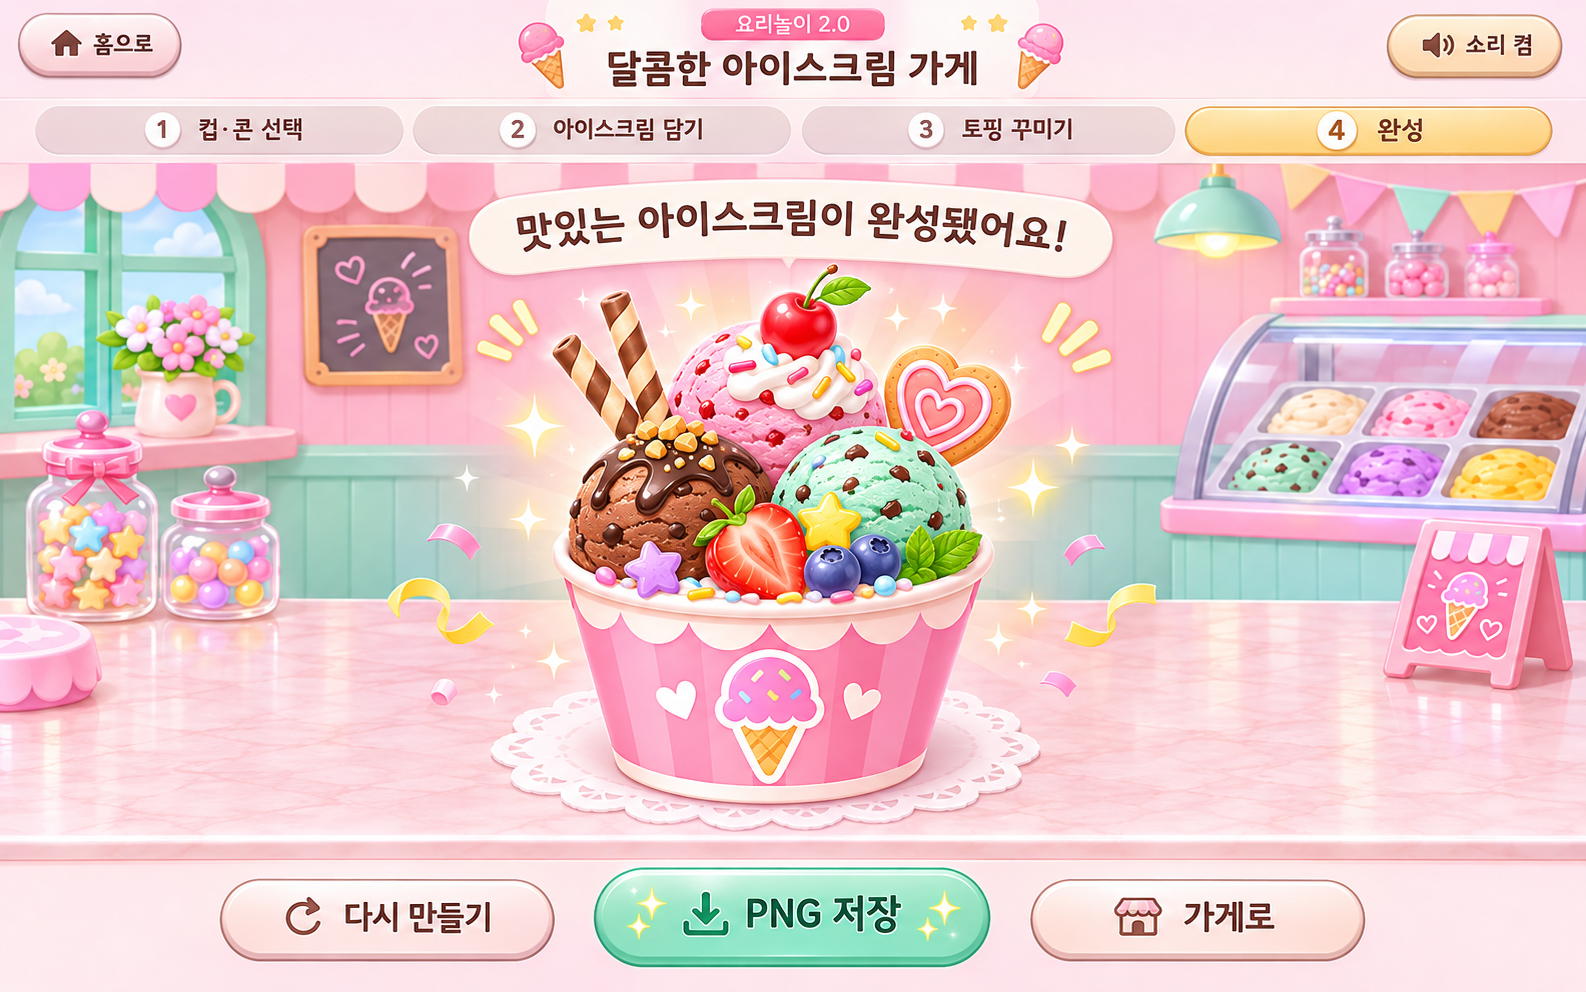 홈으로
요리놀이 2.0
달콤한 아이스크림 가게
소리 켬
1 컵·콘 선택
2 아이스크림 담기
3 토핑 꾸미기
4 완성
맛있는 아이스크림이 완성됐어요!
다시 만들기
PNG 저장
가게로